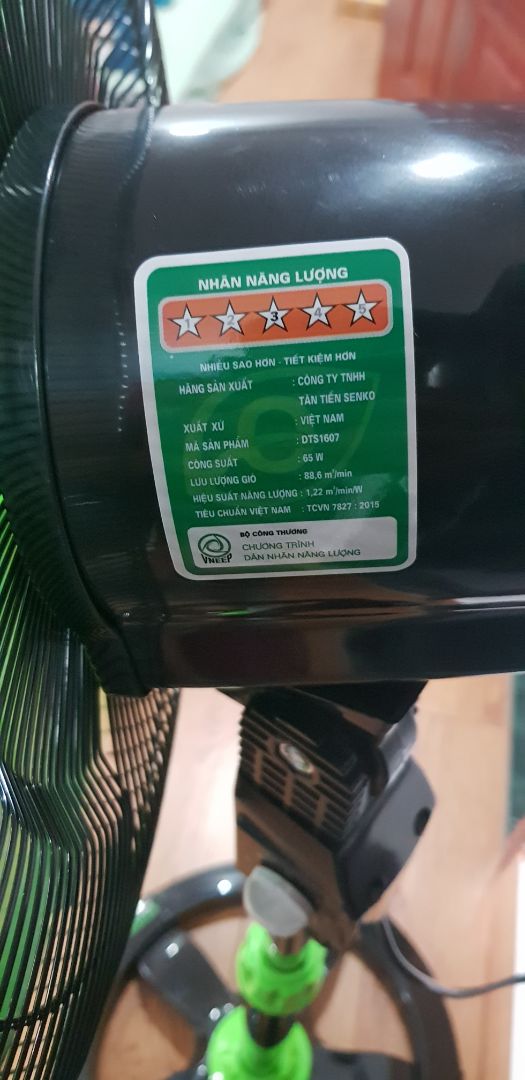 NHÃN NĂNG LƯỢNG
1 2 3 4 5
NHIỀU SAO HƠN - TIẾT KIỆM HƠN
HÃNG SẢN XUẤT : CÔNG TY TNHH
TÂN TIẾN SENKO
XUẤT XỨ : VIỆT NAM
MÃ SẢN PHẨM : DTS1607
CÔNG SUẤT : 65 W
LƯU LƯỢNG GIÓ : 88,6 m³/min
HIỆU SUẤT NĂNG LƯỢNG : 1,22 m³/min/W
TIÊU CHUẨN VIỆT NAM : TCVN 7827 : 2015
BỘ CÔNG THƯƠNG
CHƯƠNG TRÌNH
DÁN NHÃN NĂNG LƯỢNG
VNEEP